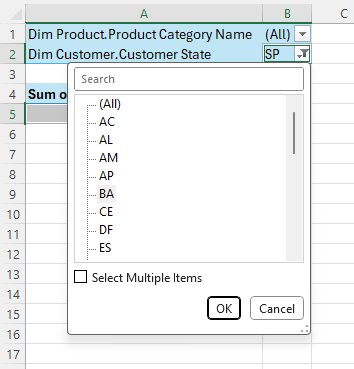 A B C
1 Dim Product.Product Category Name (All)
2 Dim Customer.Customer State SP
3 Search
4 Sum o (All)
5 AC
6 AL
7 AM
8 AP
9 BA
10 CE
11 DF
12 ES
13 Select Multiple Items
14
15 OK Cancel
16
17